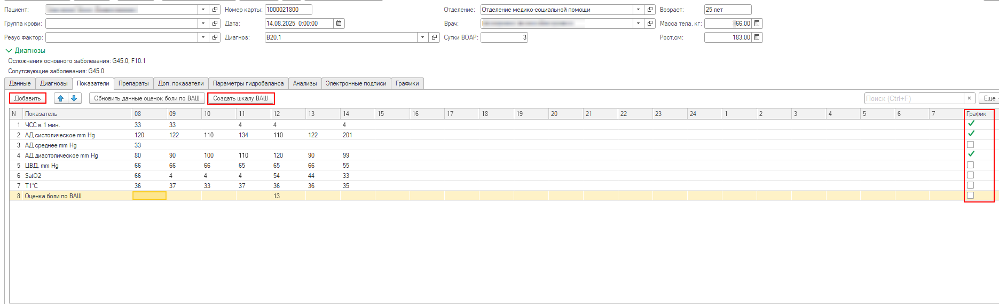 Пациент: Номер карты: 1000021800 Отделение: Отделение медико-социальной помощи Возраст: 25 лет
Группа крови: Дата: 14.08.2025 0:00:00 Врач: Масса тела, кг: 66,00
Резус фактор: Диагноз: B20.1 Сутки ВОАР: 3 Рост,см: 183,00
Диагнозы
Осложнения основного заболевания: G45.0, F10.1
Сопутсвующие заболевания: G45.0
Данные Диагнозы Показатели Препараты Доп. показатели Параметры гидробаланса Анализы Электронные подписи Графики
Добавить Обновить данные оценок боли по ВАШ Создать шкалу ВАШ Поиск (Ctrl+F) × Еще
N Показатель 08 09 10 11 12 13 14 15 16 17 18 19 20 21 22 23 24 1 2 3 4 5 6 7 График
1 ЧСС в 1 мин. 33 33 4 4 4
2 АД систолическое mm Hg 120 122 110 134 110 122 201
3 АД среднее mm Hg 33
4 АД диастолическое mm Hg 80 90 100 110 120 90 99
5 ЦВД, mm Hg 66 66 66 65 65 66 55
6 SatO2 66 4 4 4 54 44 33
7 T1°C 36 37 33 37 36 36 35
8 Оценка боли по ВАШ 13